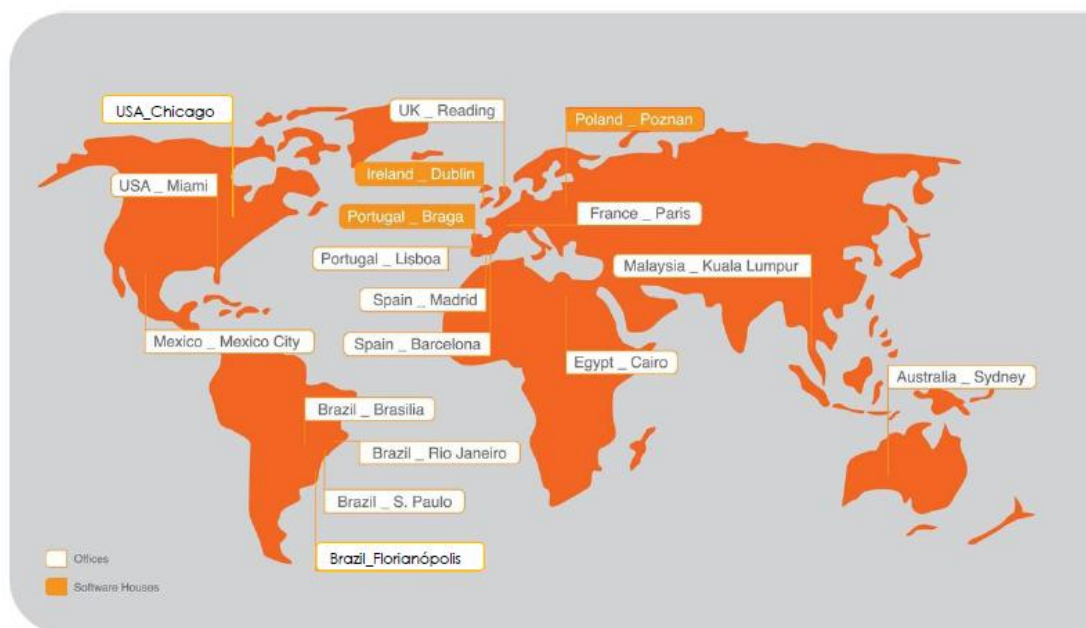 USA_Chicago
UK _ Reading
Poland _ Poznan
Ireland _ Dublin
USA _ Miami
Portugal _ Braga
France _ Paris
Portugal _ Lisboa
Malaysia _ Kuala Lumpur
Spain _ Madrid
Mexico _ Mexico City
Spain _ Barcelona
Egypt _ Cairo
Australia _ Sydney
Brazil _ Brasilia
Brazil _ Rio Janeiro
Brazil _ S. Paulo
Brazil_Florianópolis
Offices
Software Houses